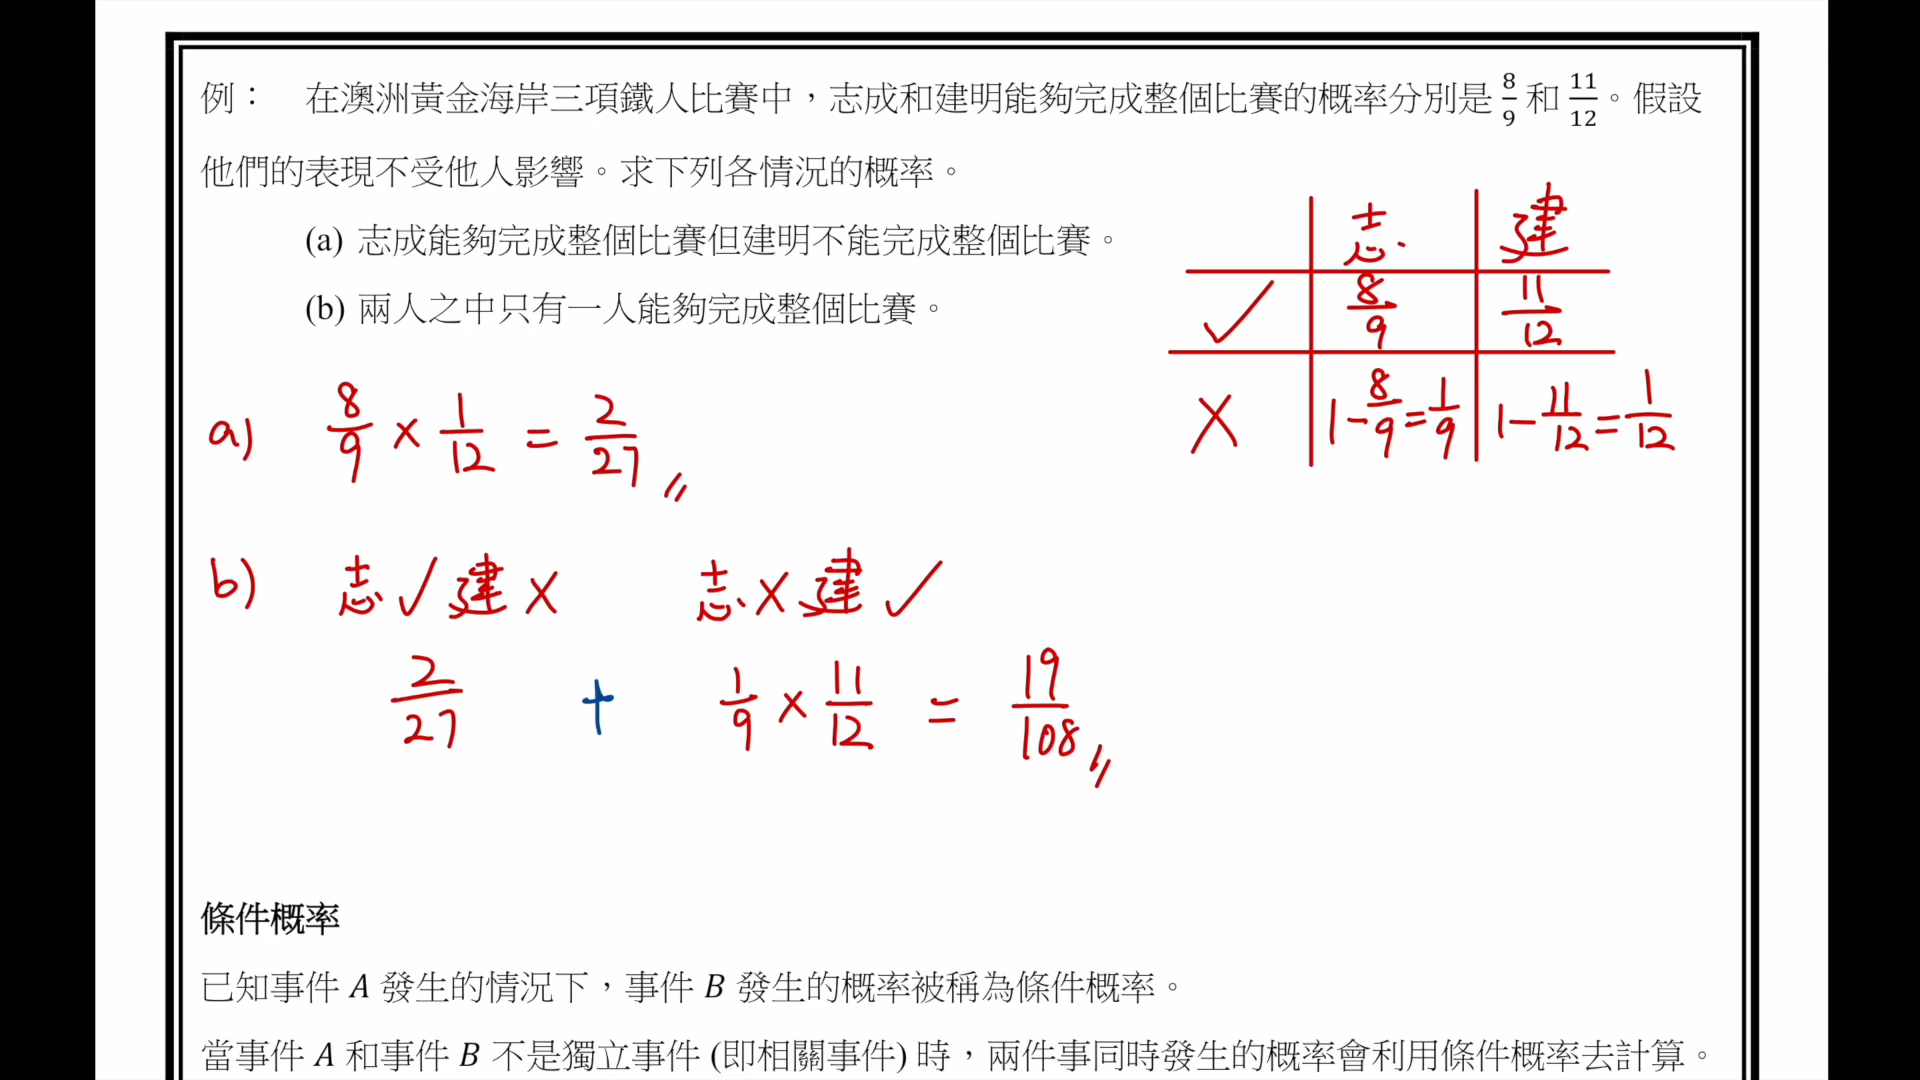 例： 在澳洲黃金海岸三項鐵人比賽中，志成和建明能夠完成整個比賽的概率分別是 8/9 和 11/12。假設
他們的表現不受他人影響。求下列各情況的概率。
(a) 志成能夠完成整個比賽但建明不能完成整個比賽。
(b) 兩人之中只有一人能夠完成整個比賽。
志 建
✓ 8/9 11/12
X 1-8/9=1/9 1-11/12=1/12
a) 8/9 × 1/12 = 2/27 〃
b) 志✓建× 志×建✓
2/27 + 1/9 × 11/12 = 19/108 〃
條件概率
已知事件 A 發生的情況下，事件 B 發生的概率被稱為條件概率。
當事件 A 和事件 B 不是獨立事件 (即相關事件) 時，兩件事同時發生的概率會利用條件概率去計算。